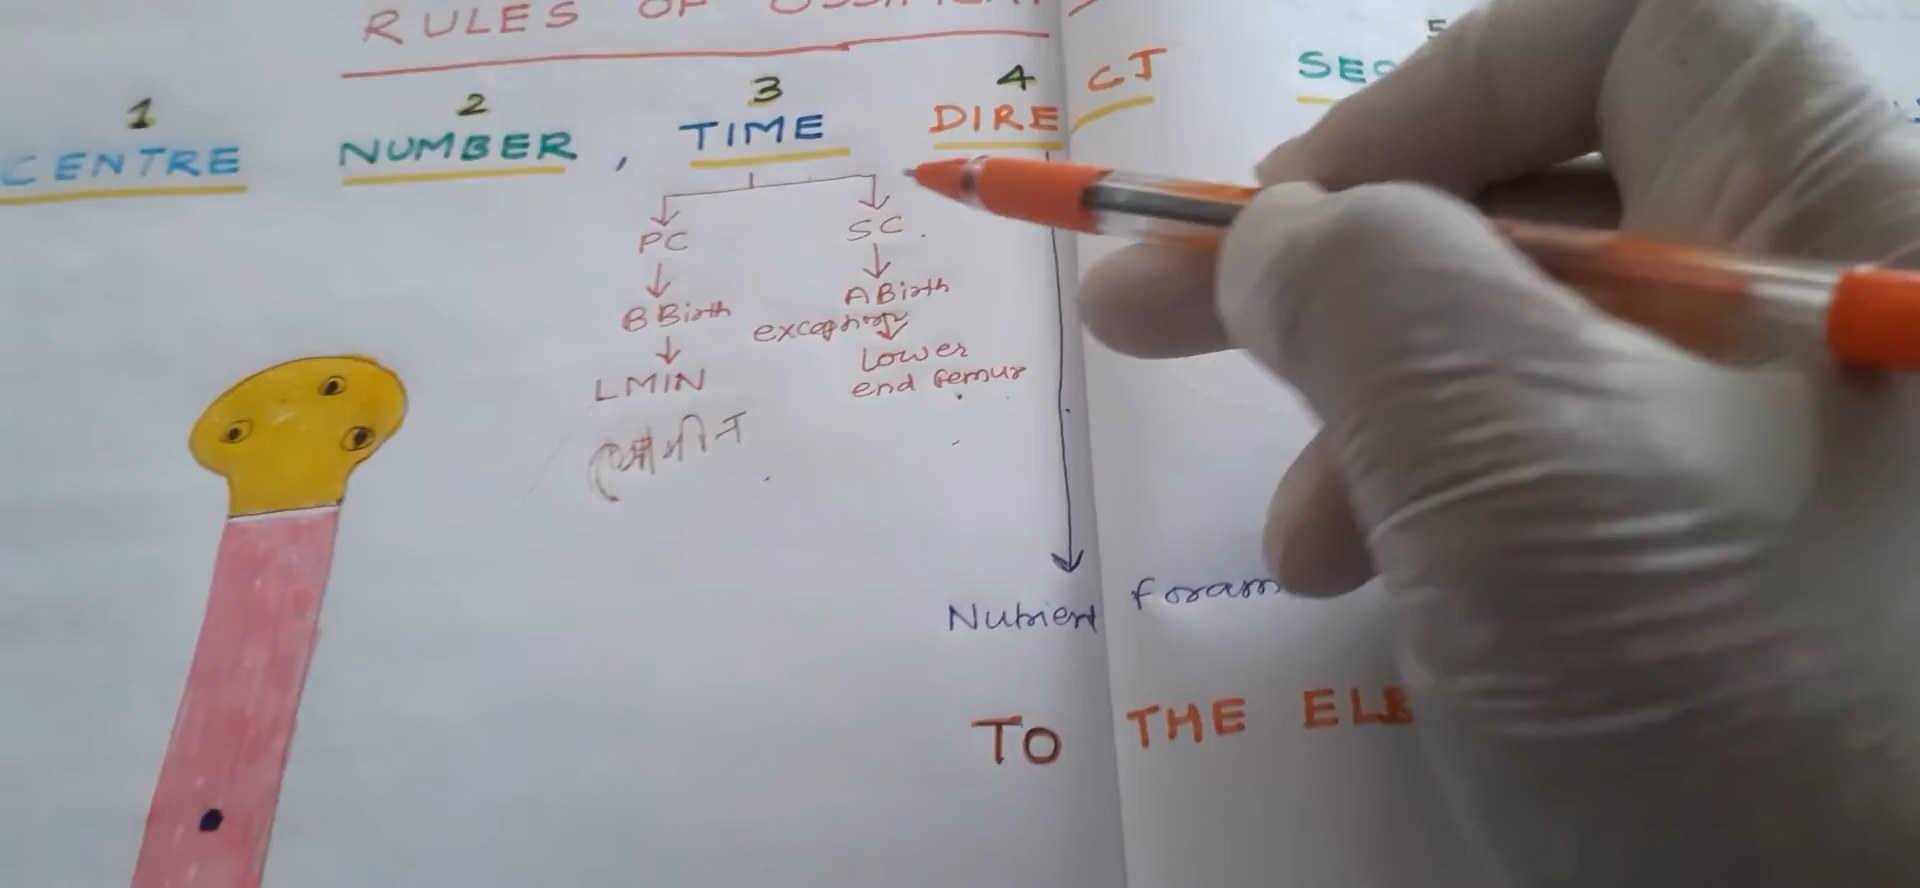 RULES OF
1 2 3 4 5
CENTRE NUMBER , TIME DIRE CT
PC SC.
B Birth A Birth
exception
LMIN Lower
end femur
Nutrient
TO THE